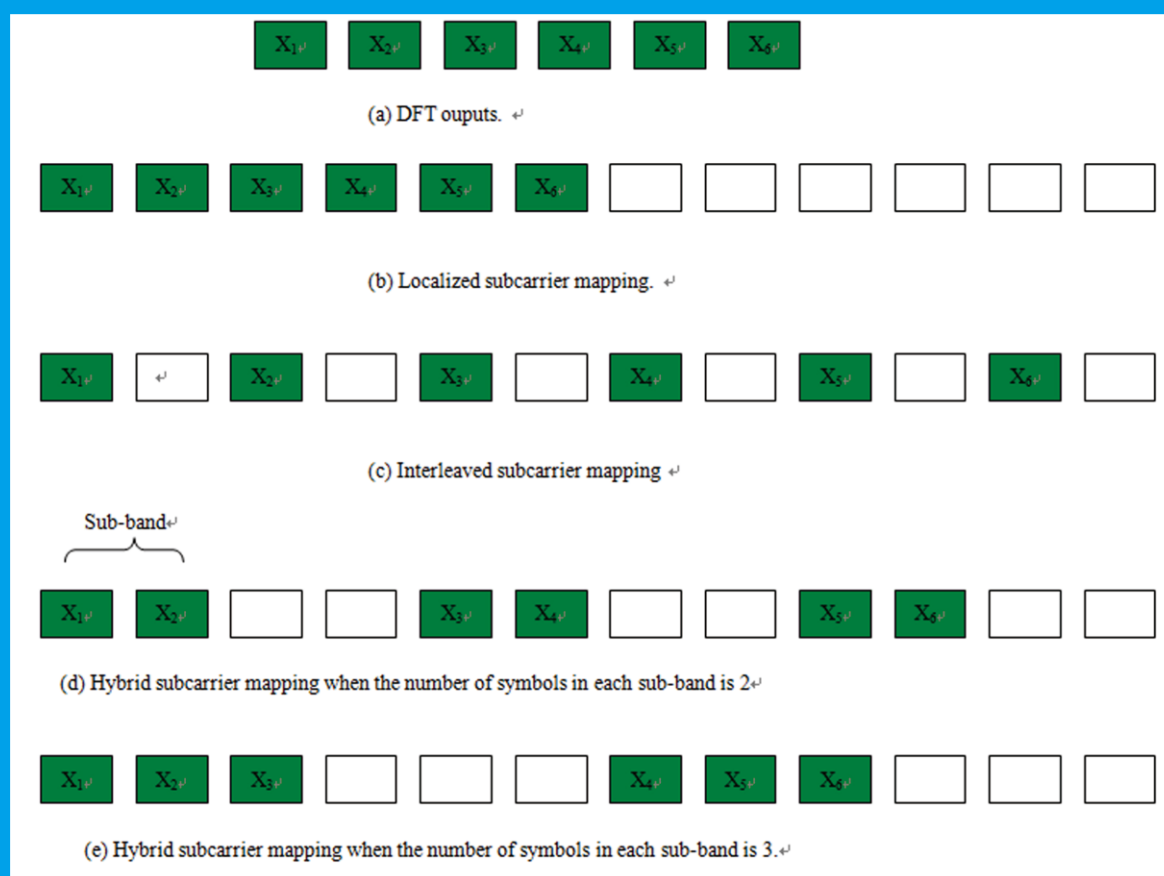 X₁↵ X₂↵ X₃↵ X₄↵ X₅↵ X₆↵
(a) DFT ouputs. ↵
X₁↵ X₂↵ X₃↵ X₄↵ X₅↵ X₆↵
(b) Localized subcarrier mapping. ↵
X₁↵ ↵ X₂↵ X₃↵ X₄↵ X₅↵ X₆↵
(c) Interleaved subcarrier mapping ↵
Sub-band↵
X₁↵ X₂↵ X₃↵ X₄↵ X₅↵ X₆↵
(d) Hybrid subcarrier mapping when the number of symbols in each sub-band is 2↵
X₁↵ X₂↵ X₃↵ X₄↵ X₅↵ X₆↵
(e) Hybrid subcarrier mapping when the number of symbols in each sub-band is 3.↵